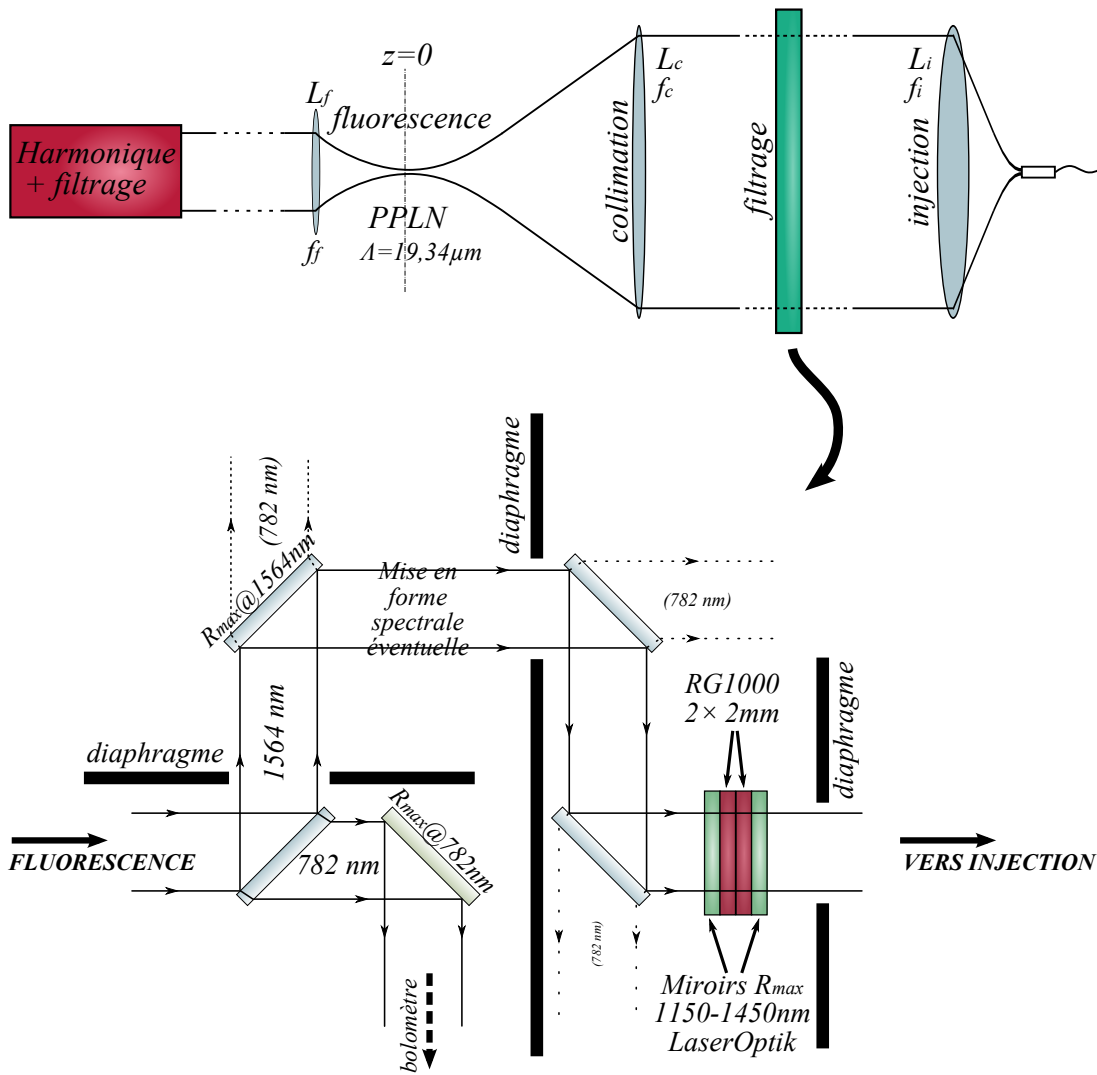 z=0
Lf
fluorescence
Harmonique
+ filtrage
ff
PPLN
Λ=19,34μm
Lc
fc
collimation
filtrage
Li
fi
injection
diaphragme
(782 nm)
Rmax@1564nm
Mise en
forme
spectrale
éventuelle
(782 nm)
RG1000
2× 2mm
diaphragme
diaphragme
1564 nm
Rmax@782nm
FLUORESCENCE
782 nm
VERS INJECTION
(782 nm)
Miroirs Rmax
1150-1450nm
LaserOptik
bolomètre